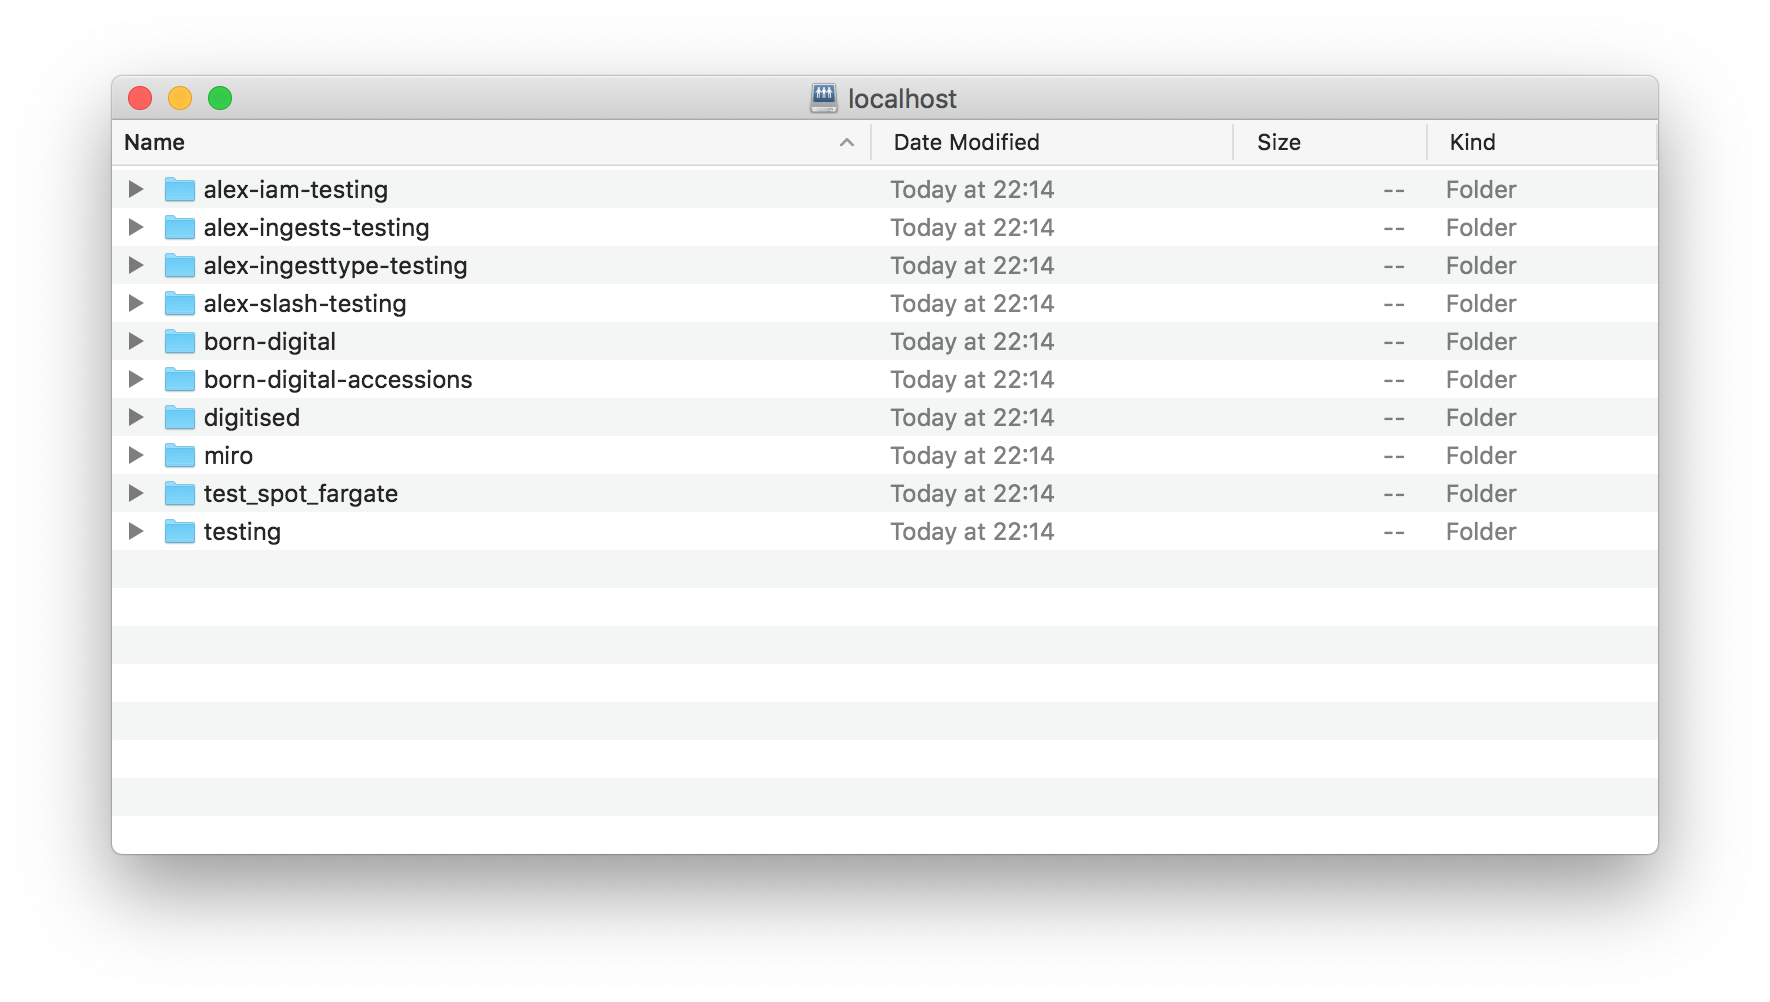 localhost
Name Date Modified Size Kind
alex-iam-testing Today at 22:14 -- Folder
alex-ingests-testing Today at 22:14 -- Folder
alex-ingesttype-testing Today at 22:14 -- Folder
alex-slash-testing Today at 22:14 -- Folder
born-digital Today at 22:14 -- Folder
born-digital-accessions Today at 22:14 -- Folder
digitised Today at 22:14 -- Folder
miro Today at 22:14 -- Folder
test_spot_fargate Today at 22:14 -- Folder
testing Today at 22:14 -- Folder